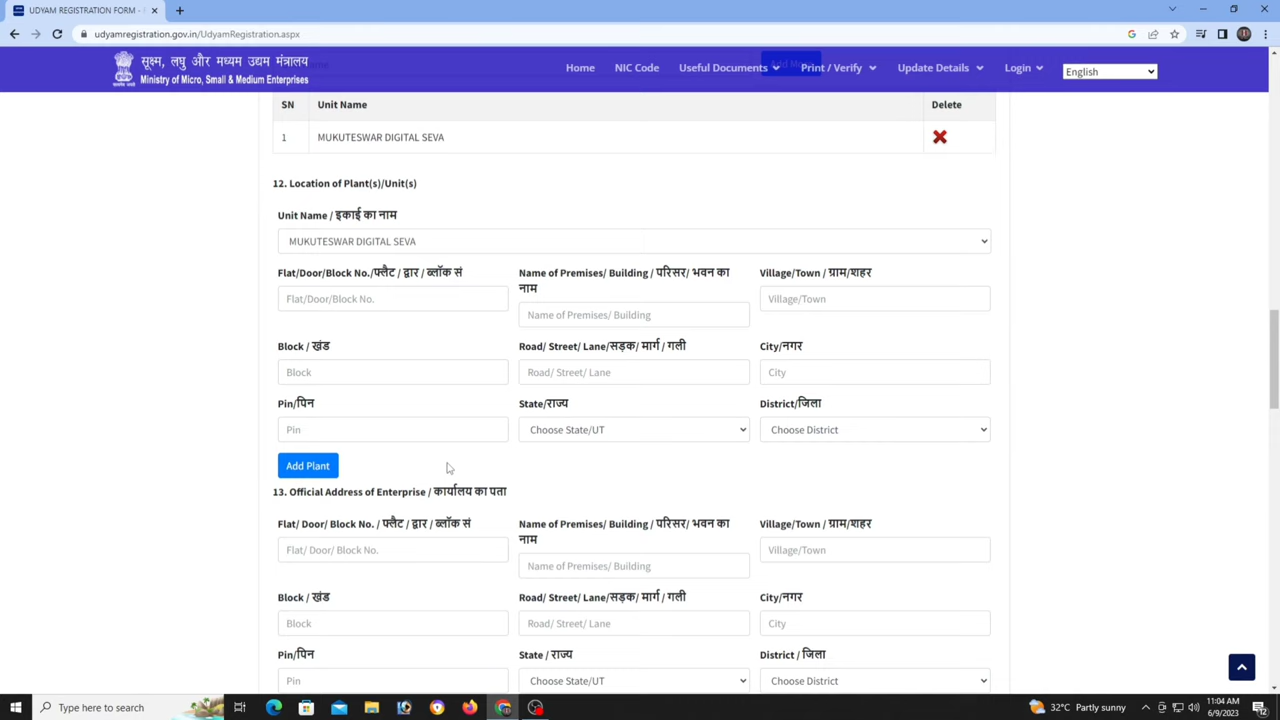 UDYAM REGISTRATION FORM -
udyamregistration.gov.in/UdyamRegistration.aspx
सूक्ष्म, लघु और मध्यम उद्यम मंत्रालय
Ministry of Micro, Small & Medium Enterprises
Home NIC Code Useful Documents Print / Verify Update Details Login English
SN Unit Name Delete
1 MUKUTESWAR DIGITAL SEVA
12. Location of Plant(s)/Unit(s)
Unit Name / इकाई का नाम
MUKUTESWAR DIGITAL SEVA
Flat/Door/Block No./फ्लैट / द्वार / ब्लॉक सं Name of Premises/ Building / परिसर/ भवन का नाम Village/Town / ग्राम/शहर
Flat/Door/Block No. Name of Premises/ Building Village/Town
Block / खंड Road/ Street/ Lane/सड़क/ मार्ग / गली City/नगर
Block Road/ Street/ Lane City
Pin/पिन State/राज्य District/जिला
Pin Choose State/UT Choose District
Add Plant
13. Official Address of Enterprise / कार्यालय का पता
Flat/ Door/ Block No. / फ्लैट / द्वार / ब्लॉक सं Name of Premises/ Building / परिसर/ भवन का नाम Village/Town / ग्राम/शहर
Flat/ Door/ Block No. Name of Premises/ Building Village/Town
Block / खंड Road/ Street/ Lane/सड़क/ मार्ग / गली City/नगर
Block Road/ Street/ Lane City
Pin/पिन State / राज्य District / जिला
Pin Choose State/UT Choose District
Type here to search 32°C Partly sunny 11:04 AM
6/9/2023 12